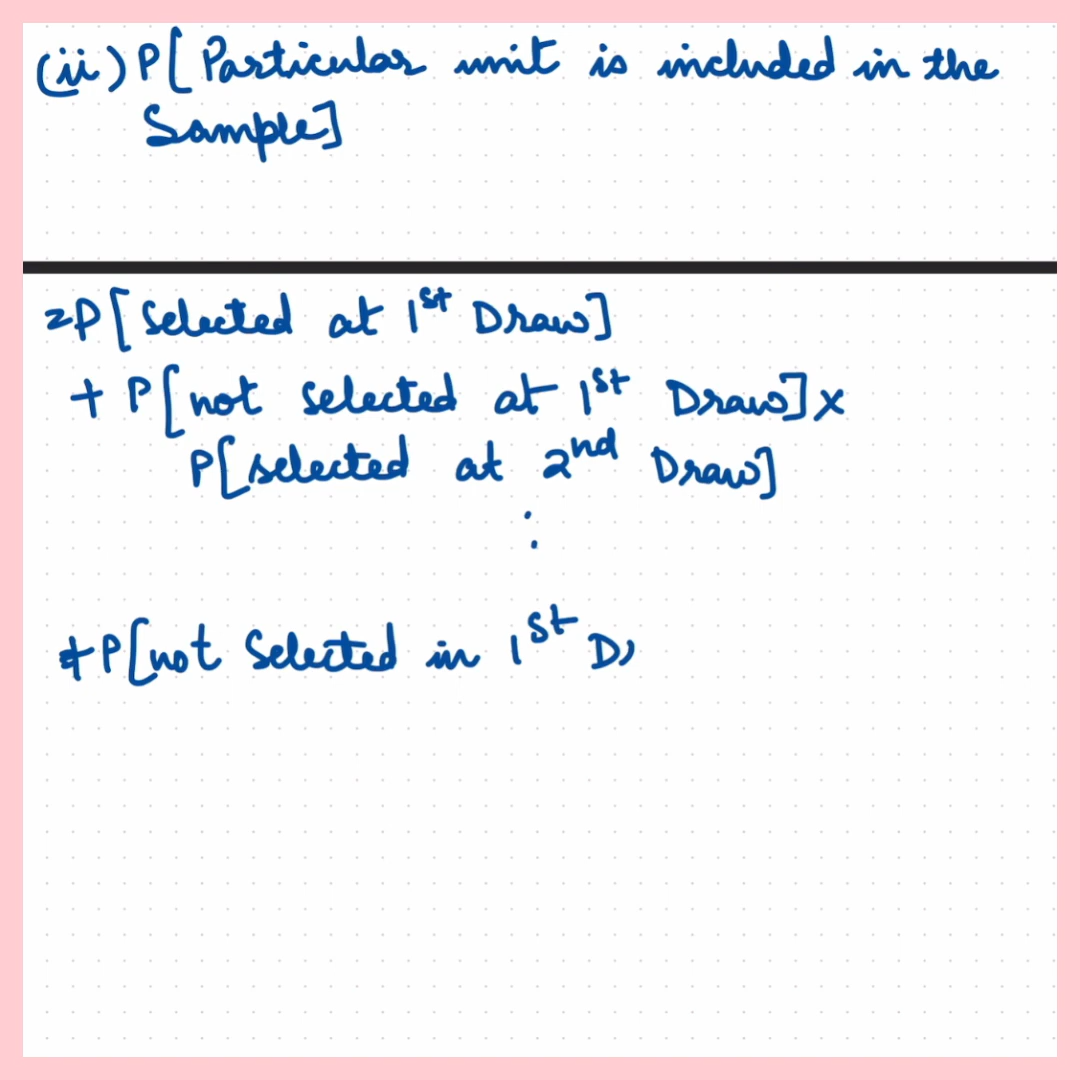 (ii) P[Particular unit is included in the
Sample]
=P[Selected at 1st Draw]
+ P[not selected at 1st Draw] x
P[selected at 2nd Draw]
:
+P[not Selected in 1st D